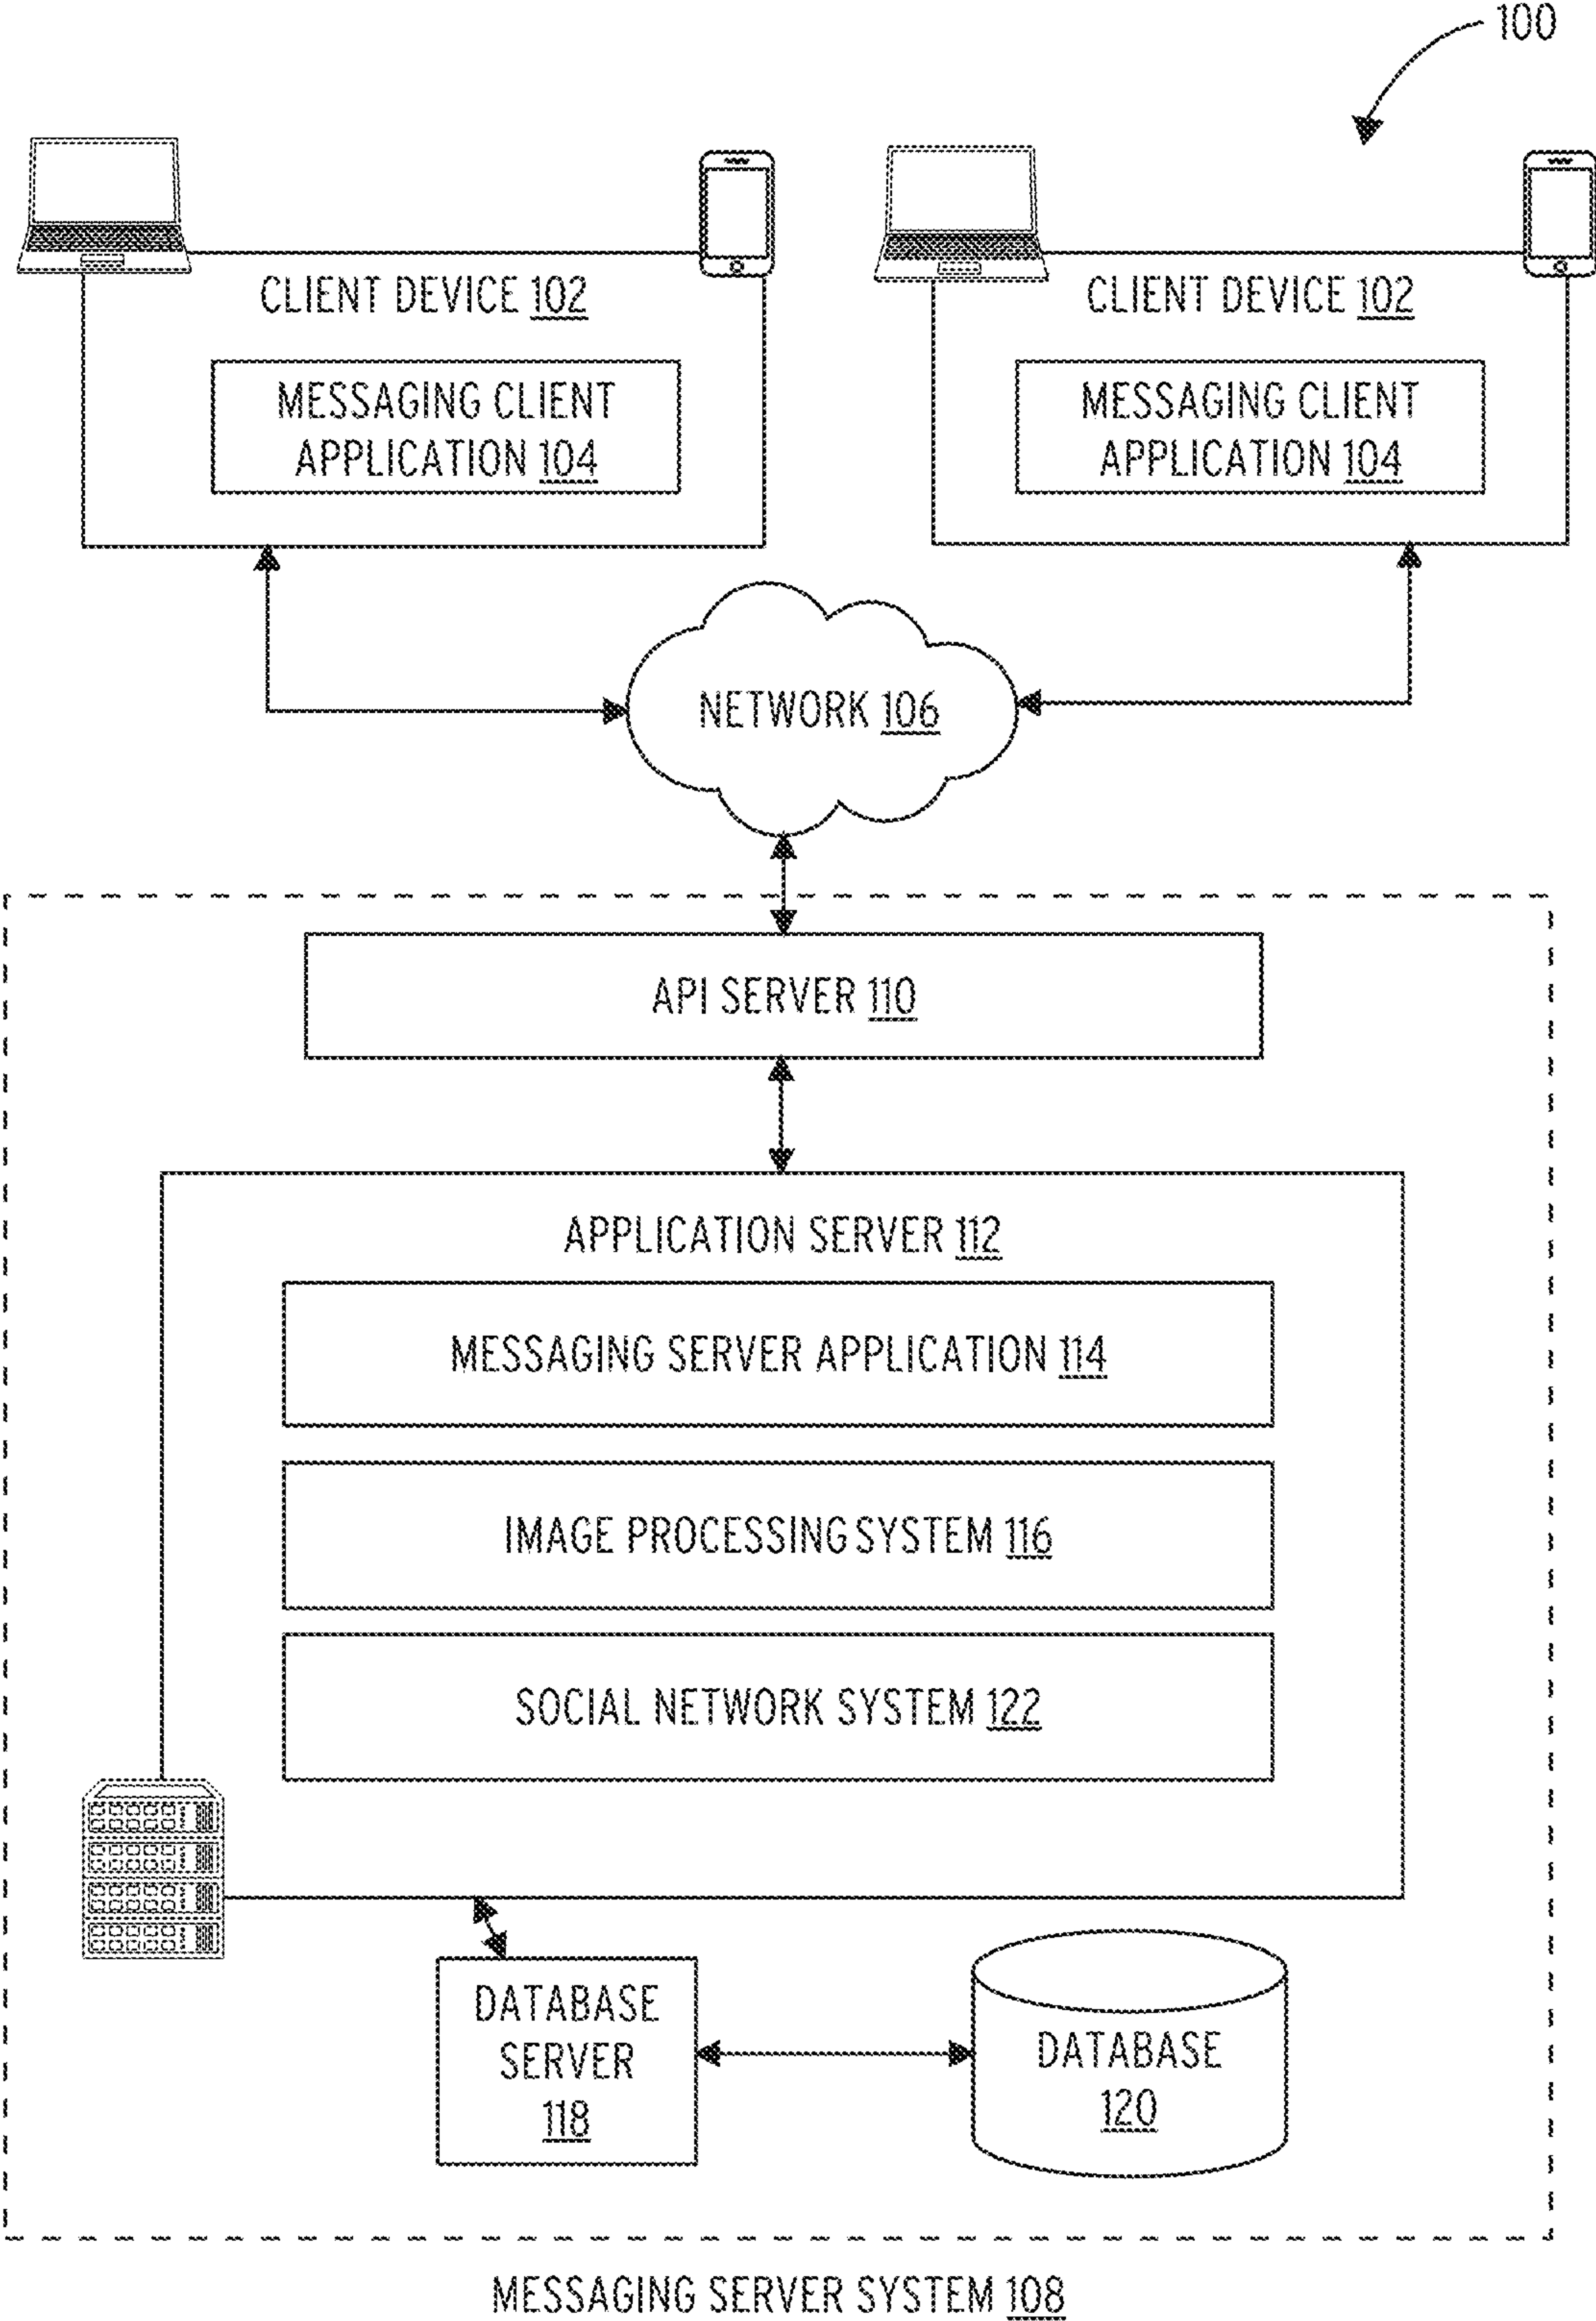 100
CLIENT DEVICE 102
MESSAGING CLIENT
APPLICATION 104
CLIENT DEVICE 102
MESSAGING CLIENT
APPLICATION 104
NETWORK 106
API SERVER 110
APPLICATION SERVER 112
MESSAGING SERVER APPLICATION 114
IMAGE PROCESSING SYSTEM 116
SOCIAL NETWORK SYSTEM 122
DATABASE
SERVER
118
DATABASE
120
MESSAGING SERVER SYSTEM 108